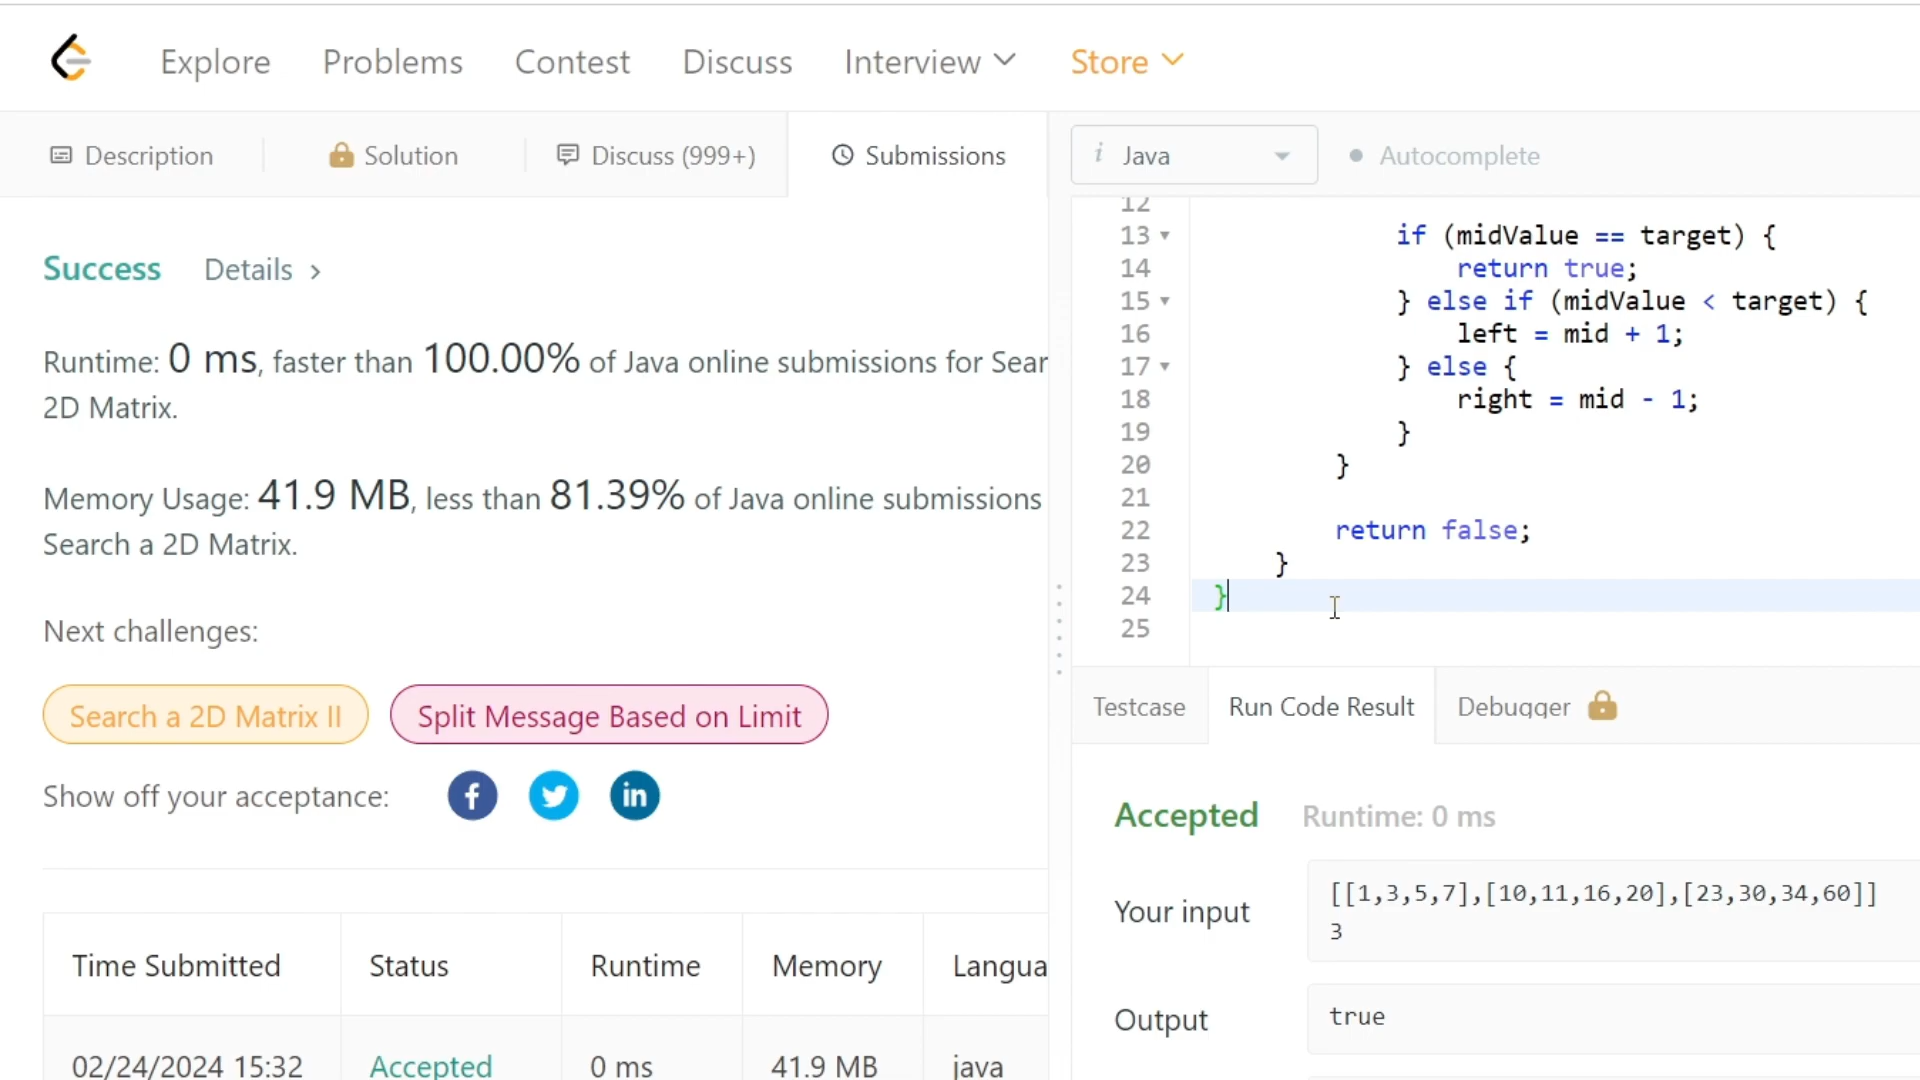 Explore Problems Contest Discuss Interview Store
Description Solution Discuss (999+) Submissions
i Java Autocomplete
Success Details >
Runtime: 0 ms, faster than 100.00% of Java online submissions for Sear
2D Matrix.
Memory Usage: 41.9 MB, less than 81.39% of Java online submissions
Search a 2D Matrix.
Next challenges:
Search a 2D Matrix II Split Message Based on Limit
Show off your acceptance: f in
Time Submitted Status Runtime Memory Langua
02/24/2024 15:32 Accepted 0 ms 41.9 MB java
12
13 if (midValue == target) {
14 return true;
15 } else if (midValue < target) {
16 left = mid + 1;
17 } else {
18 right = mid - 1;
19 }
20 }
21
22 return false;
23 }
24 }
25
Testcase Run Code Result Debugger
Accepted Runtime: 0 ms
Your input [[1,3,5,7],[10,11,16,20],[23,30,34,60]]
3
Output true